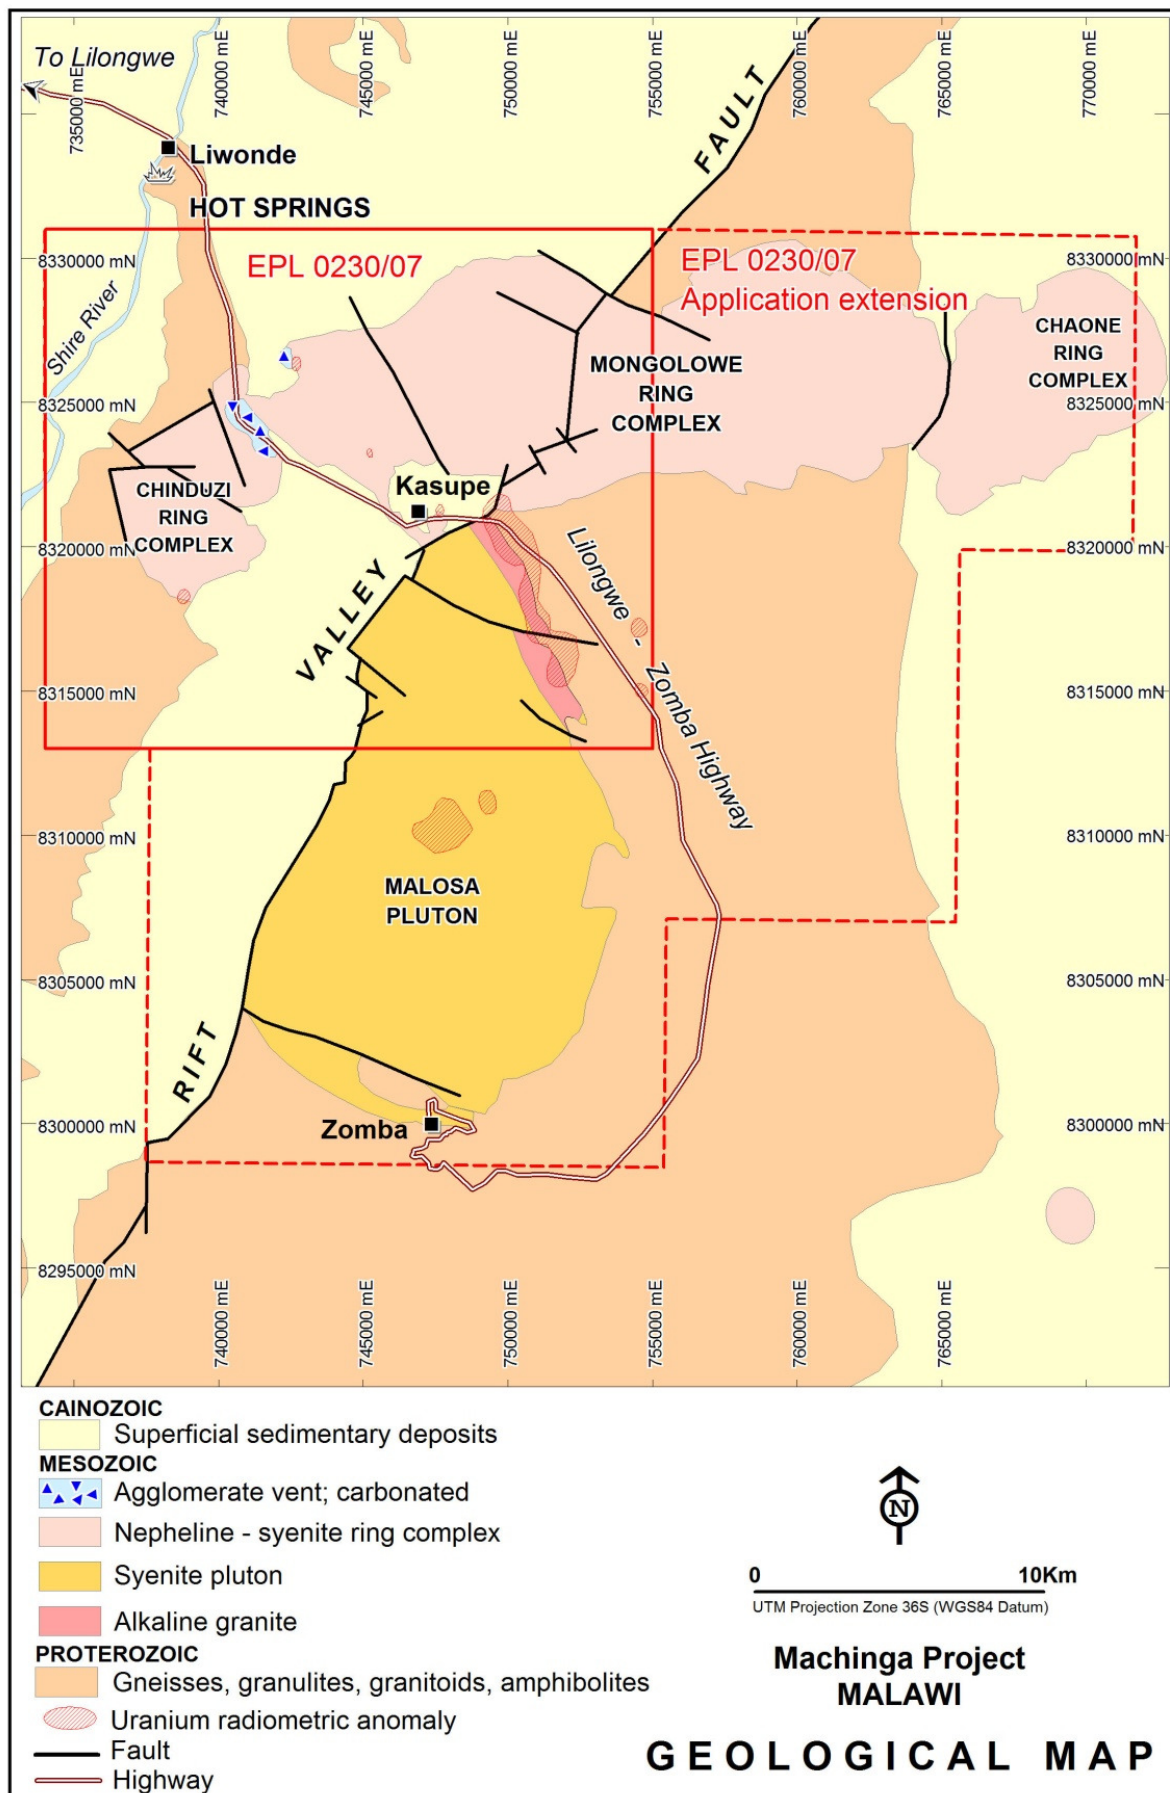 To Lilongwe
735000 mE
740000 mE
745000 mE
750000 mE
755000 mE
760000 mE
765000 mE
770000 mE
FAULT
Liwonde
HOT SPRINGS
8330000 mN
EPL 0230/07
EPL 0230/07
Application extension
8330000 mN
Shire River
MONGOLOWE
RING
COMPLEX
CHAONE
RING
COMPLEX
8325000 mN
8325000 mN
Kasupe
CHINDUZI
RING
COMPLEX
8320000 mN
8320000 mN
Lilongwe - Zomba Highway
VALLEY
8315000 mN
8315000 mN
8310000 mN
8310000 mN
MALOSA
PLUTON
8305000 mN
8305000 mN
RIFT
Zomba
8300000 mN
8300000 mN
8295000 mN
740000 mE
745000 mE
750000 mE
755000 mE
760000 mE
765000 mE
CAINOZOIC
Superficial sedimentary deposits
MESOZOIC
Agglomerate vent; carbonated
Nepheline - syenite ring complex
Syenite pluton
Alkaline granite
PROTEROZOIC
Gneisses, granulites, granitoids, amphibolites
Uranium radiometric anomaly
Fault
Highway
N
0 10Km
UTM Projection Zone 36S (WGS84 Datum)
Machinga Project
MALAWI
GEOLOGICAL MAP